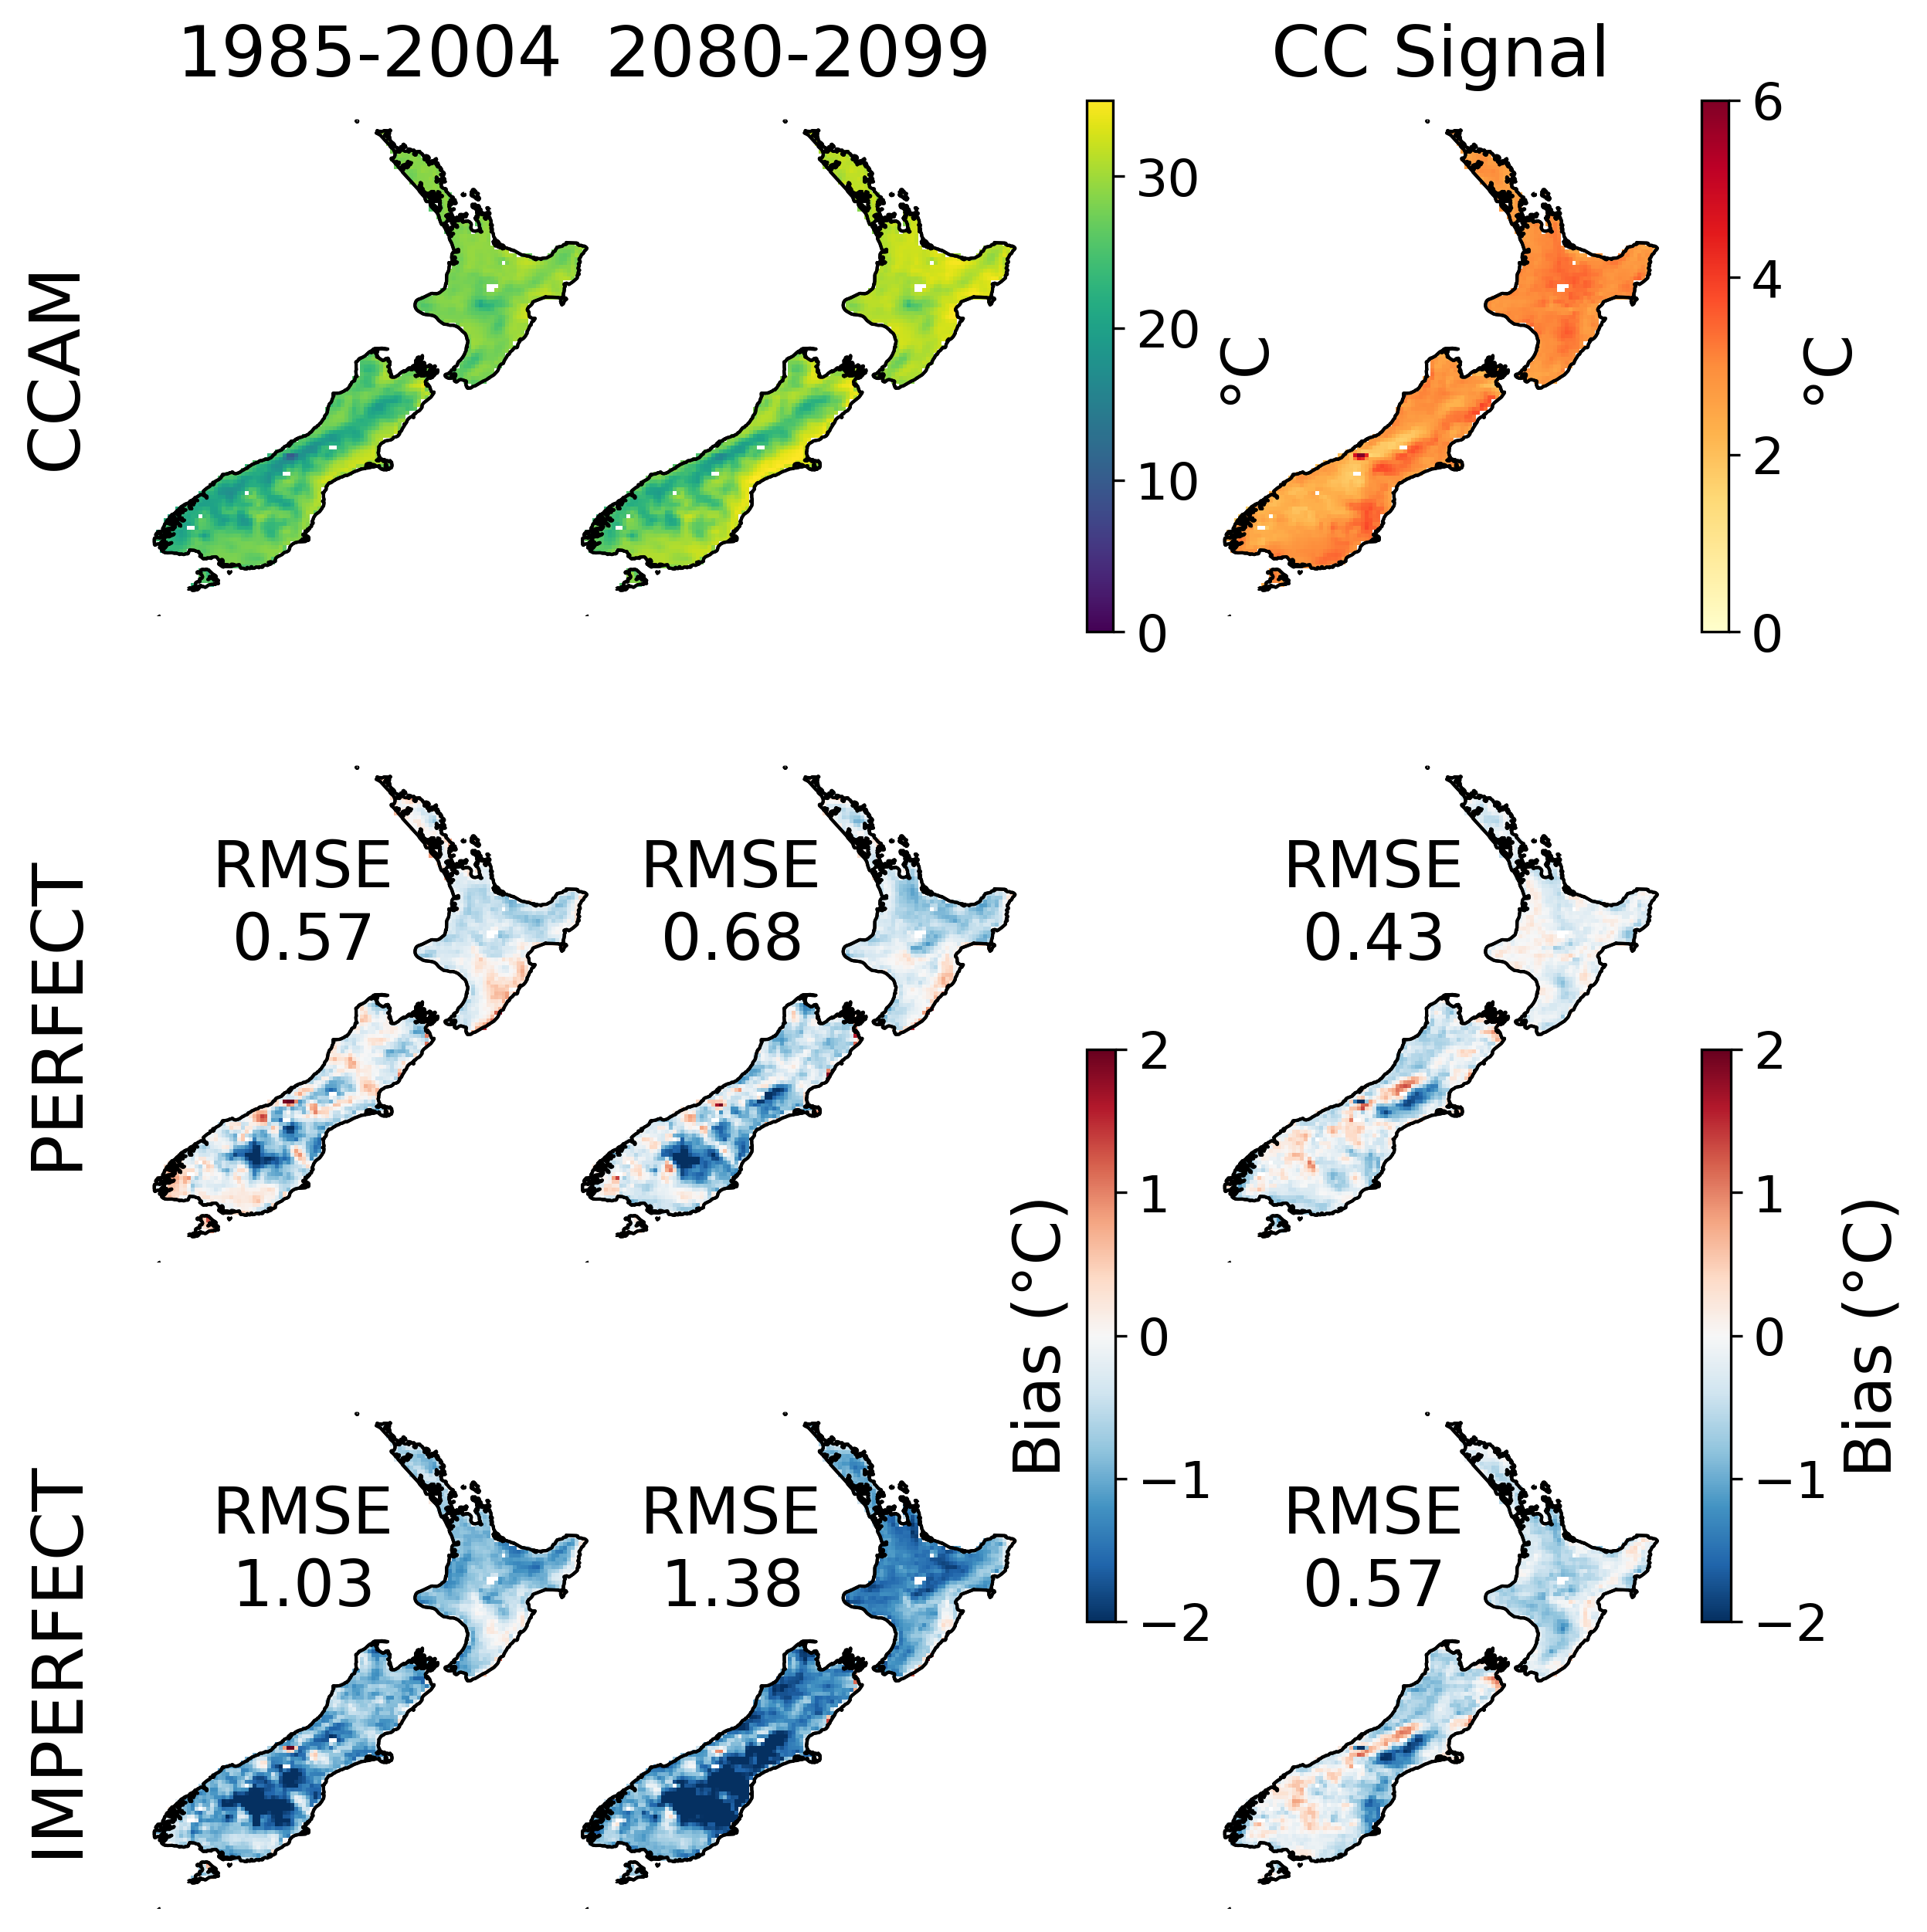 1985-2004
2080-2099
CC Signal
CCAM
30
20
10
0
°C
6
4
2
0
°C
PERFECT
RMSE
0.57
RMSE
0.68
RMSE
0.43
IMPERFECT
RMSE
1.03
RMSE
1.38
RMSE
0.57
Bias (°C)
2
1
0
−1
−2
Bias (°C)
2
1
0
−1
−2